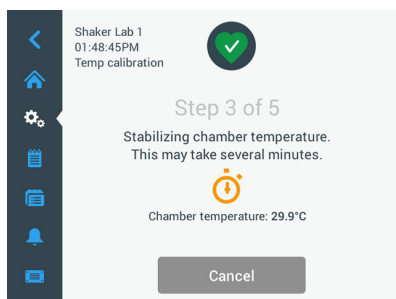 Shaker Lab 1
01:48:45PM
Temp calibration
Step 3 of 5
Stabilizing chamber temperature.
This may take several minutes.
Chamber temperature: 29.9°C
Cancel